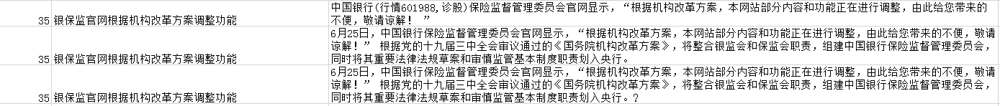 中国银行(行情601988,诊股)保险监督管理委员会官网显示，“根据机构改革方案，本网站部分内容和功能正在进行调整，由此给您带来的
35 银保监官网根据机构改革方案调整功能 不便，敬请谅解！ ”
6月25日，中国银行保险监督管理委员会官网显示，“根据机构改革方案，本网站部分内容和功能正在进行调整，由此给您带来的不便，敬请
谅解！” 根据党的十九届三中全会审议通过的《国务院机构改革方案》，将整合银监会和保监会职责，组建中国银行保险监督管理委员会，
35 银保监官网根据机构改革方案调整功能 同时将其重要法律法规草案和审慎监管基本制度职责划入央行。
6月25日，中国银行保险监督管理委员会官网显示，“根据机构改革方案，本网站部分内容和功能正在进行调整，由此给您带来的不便，敬请
谅解！” 根据党的十九届三中全会审议通过的《国务院机构改革方案》，将整合银监会和保监会职责，组建中国银行保险监督管理委员会，
35 银保监官网根据机构改革方案调整功能 同时将其重要法律法规草案和审慎监管基本制度职责划入央行。?